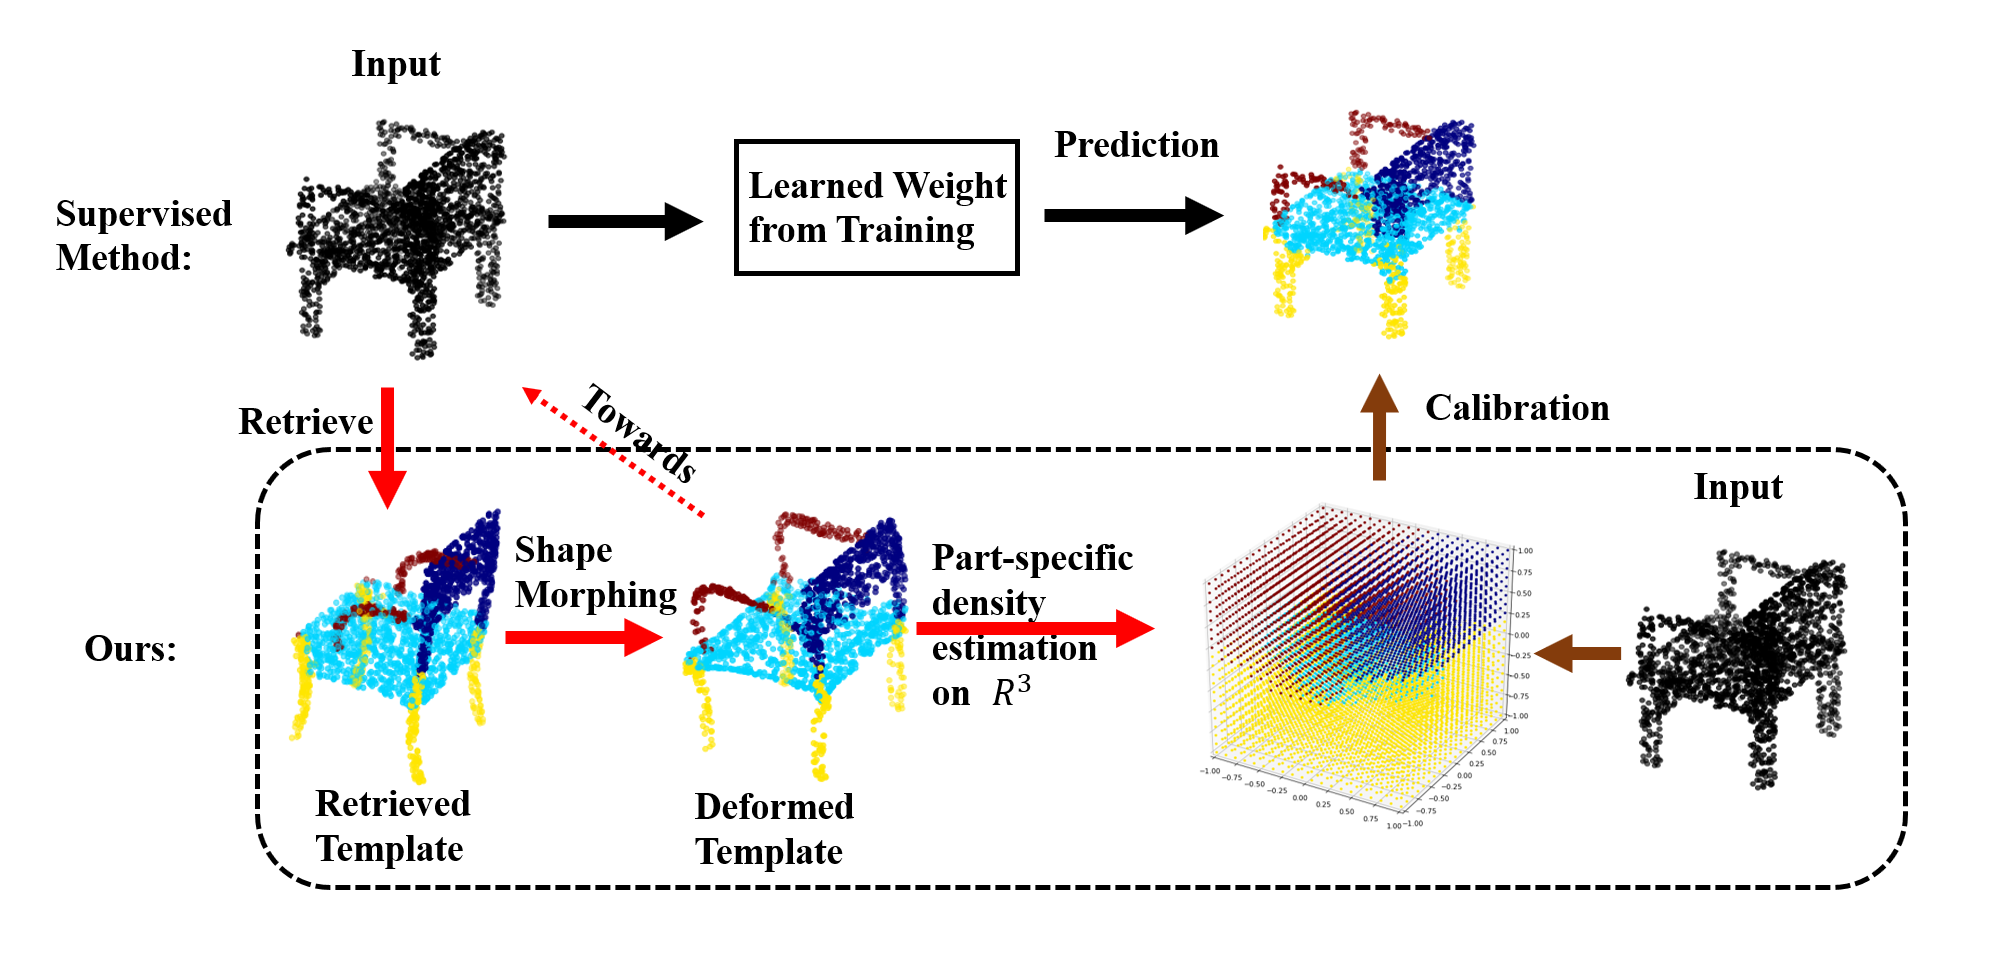 Input
Supervised
Method:
Learned Weight
from Training
Prediction
Retrieve
Towards
Calibration
Input
Ours:
Shape
Morphing
Part-specific
density
estimation
on R³
Retrieved
Template
Deformed
Template
1.00
0.75
0.50
0.25
0.00
-0.25
-0.50
-0.75
-1.00
1.00
0.75
0.50
0.25
0.00
-0.25
-0.50
-0.75
-1.00
-1.00
-0.75
-0.50
-0.25
0.00
0.25
0.50
0.75
1.00